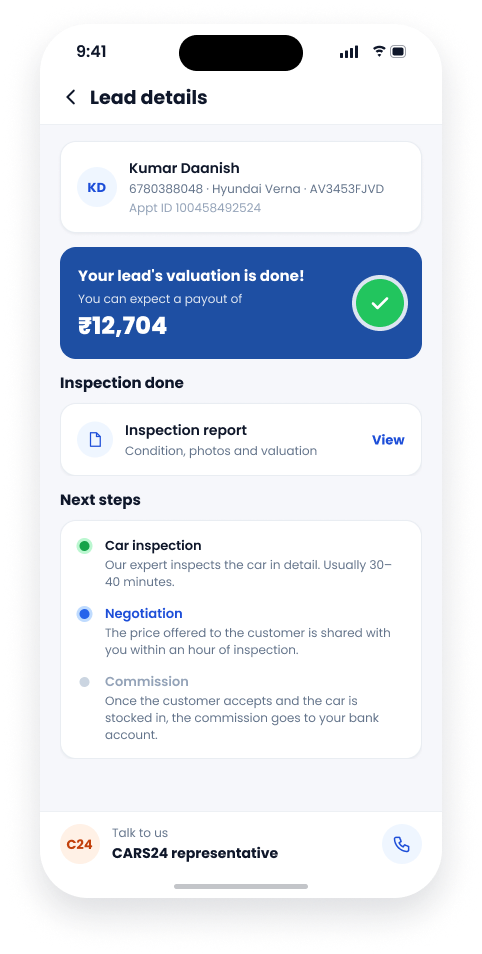 9:41
Lead details
KD
Kumar Daanish
6780388048 · Hyundai Verna · AV3453FJVD
Appt ID 100458492524
Your lead's valuation is done!
You can expect a payout of
₹12,704
Inspection done
Inspection report
Condition, photos and valuation
View
Next steps
Car inspection
Our expert inspects the car in detail. Usually 30–
40 minutes.
Negotiation
The price offered to the customer is shared with
you within an hour of inspection.
Commission
Once the customer accepts and the car is
stocked in, the commission goes to your bank
account.
C24
Talk to us
CARS24 representative